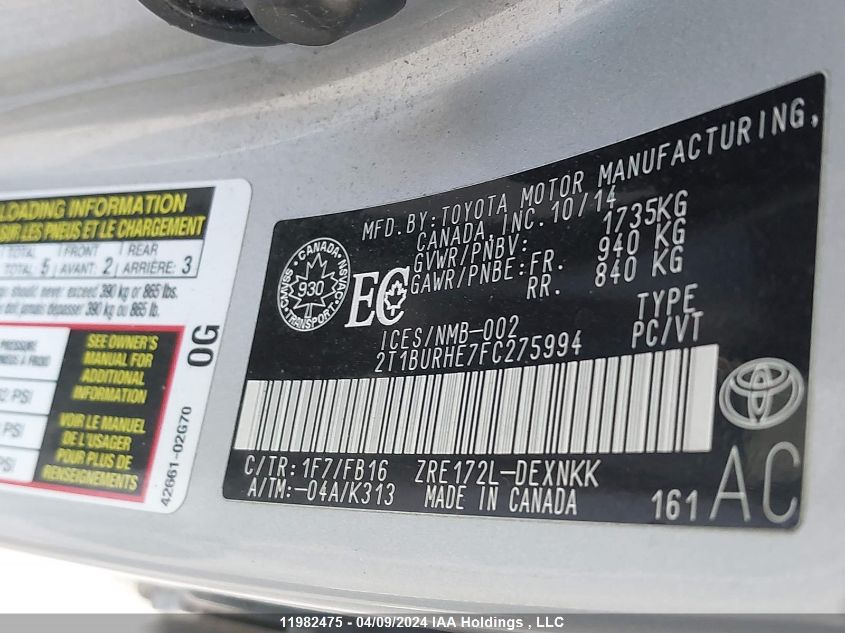 LOADING INFORMATION
SUR LES PNEUS ET LE CHARGEMENT
TOTAL FRONT REAR
TOTAL: 5 AVANT: 2 ARRIÈRE: 3
should never exceed 390 kg or 865 lbs.
jamais dépasser 390 kg ou 865 lb.
SEE OWNER'S
MANUAL FOR
ADDITIONAL
INFORMATION
VOIR LE MANUEL
DE L'USAGER
POUR PLUS DE
RENSEIGNEMENTS
PRESSURE
PSI
PSI
PSI
0G
42661-02G70
MFD.BY:TOYOTA MOTOR MANUFACTURING,
CANADA, INC. 10/14
GVWR/PNBV: 1735KG
GAWR/PNBE:FR. 940 KG
RR. 840 KG
CANADA
930
TRANSPORT
CMVSS
NSVAC
EC
ICES/NMB-002
2T1BURHE7FC275994
TYPE
PC/VT
C/TR:1F7/FB16 ZRE172L-DEXNKK
A/TM:-04A/K313 MADE IN CANADA
161 AC
11982475 - 04/09/2024 IAA Holdings , LLC